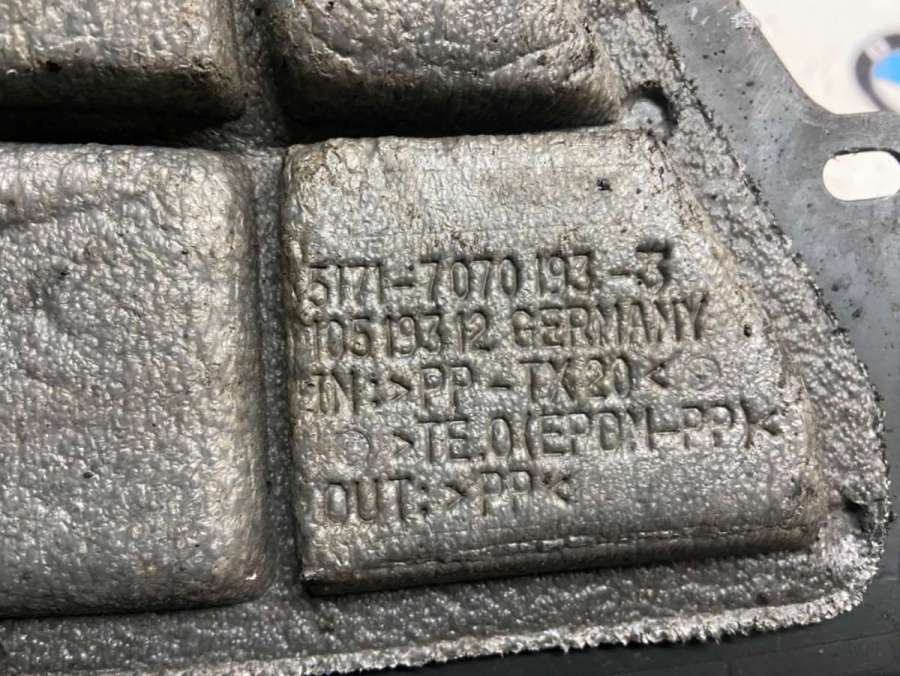 5171-7070193-3
10519312 GERMANY
IN:>PP-TX20<
>TE.O.(EPDM-PP)<
OUT:>PP<